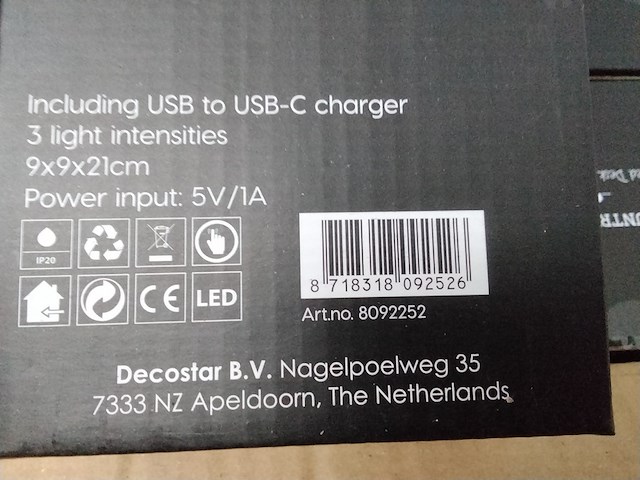 Including USB to USB-C charger
3 light intensities
9x9x21cm
Power input: 5V/1A
IP20
CE
LED
8 718318 092526
Art.no. 8092252
Decostar B.V. Nagelpoelweg 35
7333 NZ Apeldoorn, The Netherlands